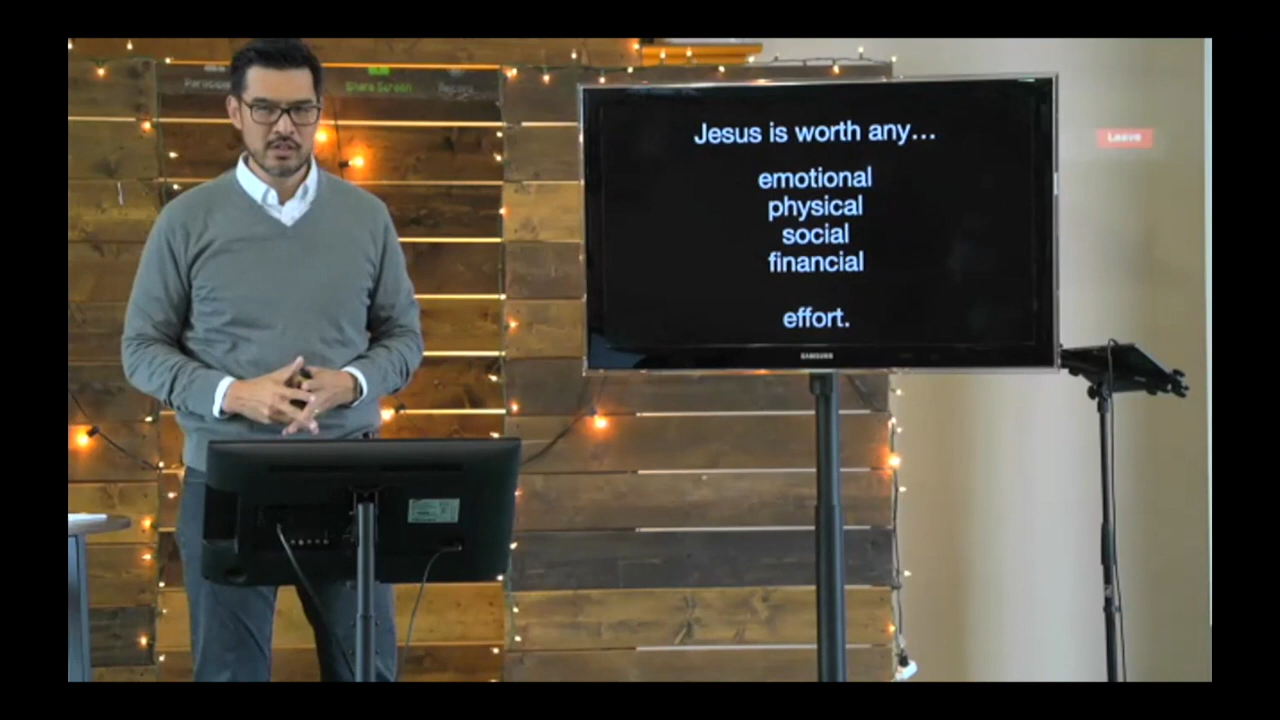 Share Screen
Leave
Jesus is worth any…
emotional
physical
social
financial
effort.
SAMSUNG